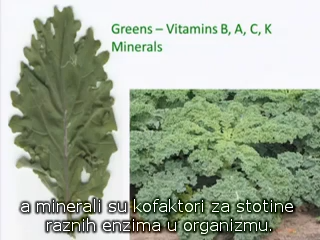 Greens – Vitamins B, A, C, K
Minerals
a minerali su kofaktori za stotine
raznih enzima u organizmu.